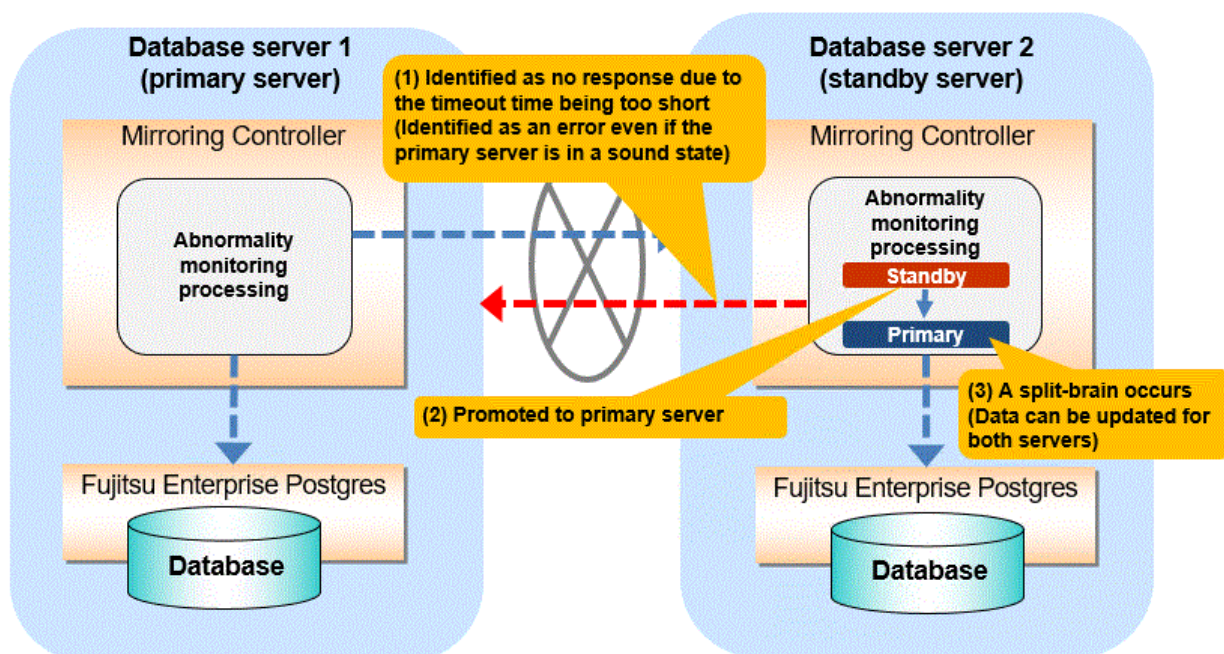 Database server 1
(primary server)
Mirroring Controller
Abnormality
monitoring
processing
Fujitsu Enterprise Postgres
Database
(1) Identified as no response due to
the timeout time being too short
(Identified as an error even if the
primary server is in a sound state)
(2) Promoted to primary server
Database server 2
(standby server)
Mirroring Controller
Abnormality
monitoring
processing
Standby
Primary
(3) A split-brain occurs
(Data can be updated for
both servers)
Fujitsu Enterprise Postgres
Database